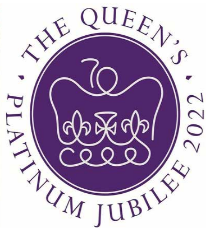 THE QUEEN'S
PLATINUM JUBILEE 2022
70